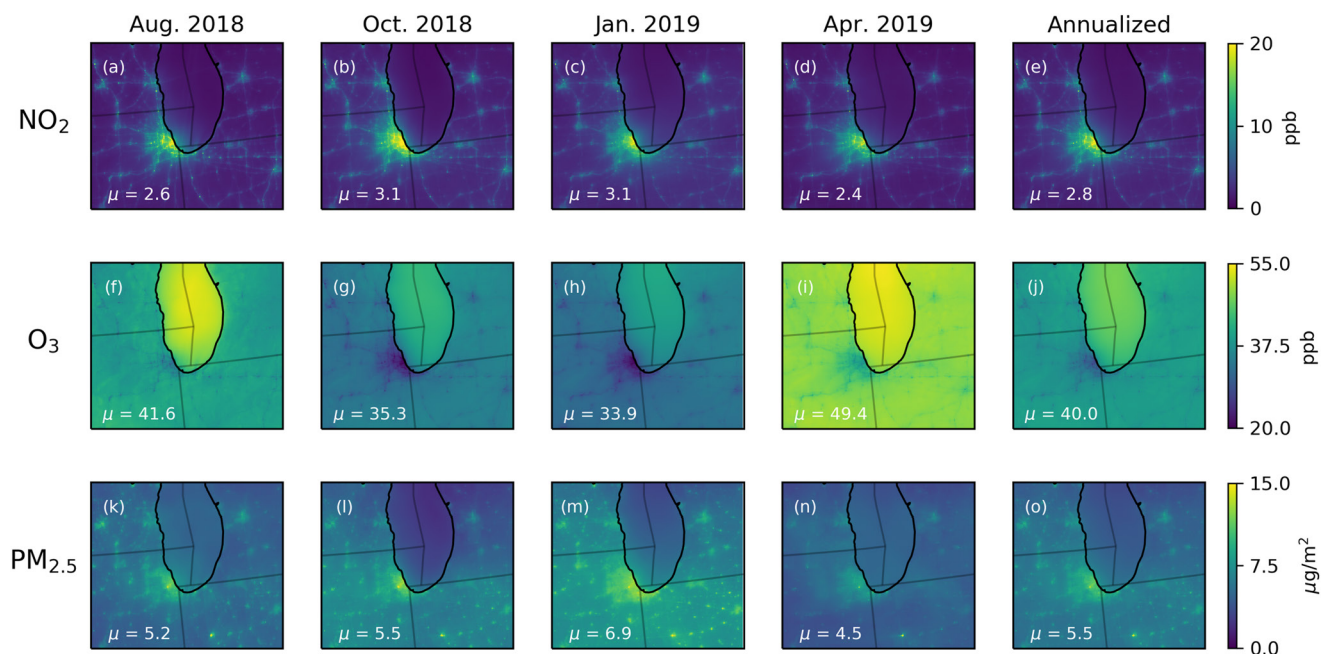 Aug. 2018 Oct. 2018 Jan. 2019 Apr. 2019 Annualized
NO₂
(a) (b) (c) (d) (e)
μ = 2.6 μ = 3.1 μ = 3.1 μ = 2.4 μ = 2.8
20
10
0
ppb
O₃
(f) (g) (h) (i) (j)
μ = 41.6 μ = 35.3 μ = 33.9 μ = 49.4 μ = 40.0
55.0
37.5
20.0
ppb
PM₂.₅
(k) (l) (m) (n) (o)
μ = 5.2 μ = 5.5 μ = 6.9 μ = 4.5 μ = 5.5
15.0
7.5
0.0
μg/m²